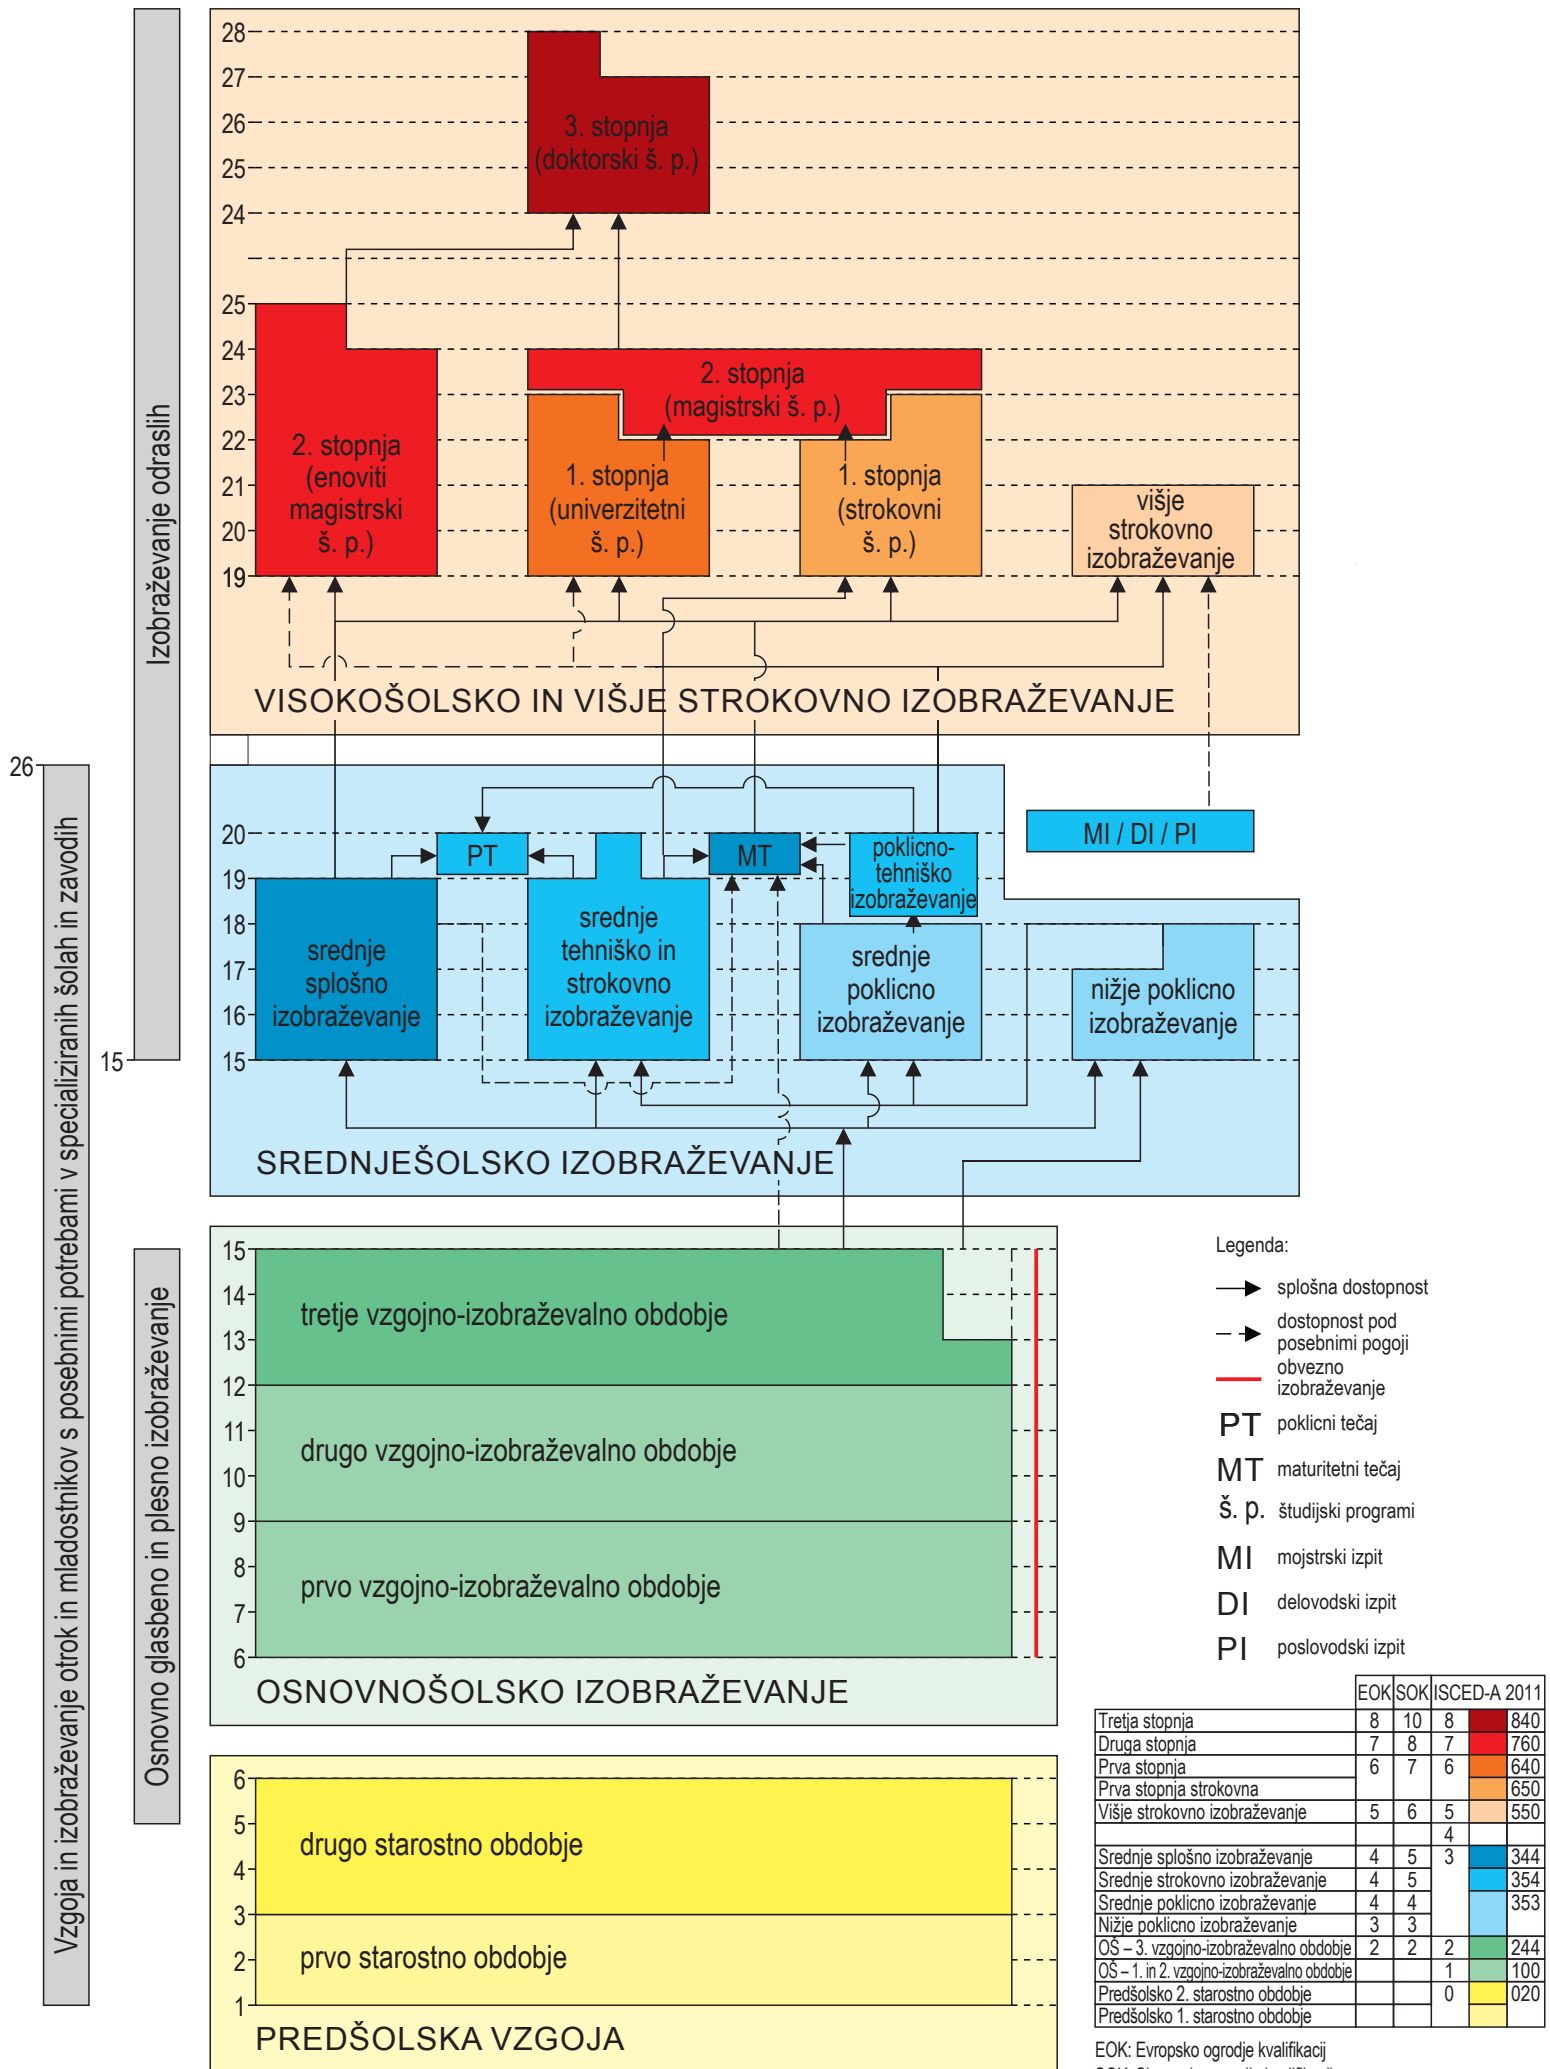 28
27
26
25
24
3. stopnja
(doktorski š. p.)
25
24
23
22
21
20
19
2. stopnja
(enoviti
magistrski
š. p.)
2. stopnja
(magistrski š. p.)
1. stopnja
(univerzitetni
š. p.)
1. stopnja
(strokovni
š. p.)
višje
strokovno
izobraževanje
VISOKOŠOLSKO IN VIŠJE STROKOVNO IZOBRAŽEVANJE
Izobraževanje odraslih
15
26
Vzgoja in izobraževanje otrok in mladostnikov s posebnimi potrebami v specializiranih šolah in zavodih
20
19
18
17
16
15
PT
MT
poklicno-
tehniško
izobraževanje
MI / DI / PI
srednje
splošno
izobraževanje
srednje
tehniško in
strokovno
izobraževanje
srednje
poklicno
izobraževanje
nižje poklicno
izobraževanje
SREDNJEŠOLSKO IZOBRAŽEVANJE
Osnovno glasbeno in plesno izobraževanje
15
14
13
12
11
10
9
8
7
6
tretje vzgojno-izobraževalno obdobje
drugo vzgojno-izobraževalno obdobje
prvo vzgojno-izobraževalno obdobje
OSNOVNOŠOLSKO IZOBRAŽEVANJE
6
5
4
3
2
1
drugo starostno obdobje
prvo starostno obdobje
PREDŠOLSKA VZGOJA
Legenda:
splošna dostopnost
dostopnost pod
posebnimi pogoji
obvezno
izobraževanje
PT poklicni tečaj
MT maturitetni tečaj
š. p. študijski programi
MI mojstrski izpit
DI delovodski izpit
PI poslovodski izpit
EOK SOK ISCED-A 2011
Tretja stopnja 8 10 8 840
Druga stopnja 7 8 7 760
Prva stopnja 6 7 6 640
Prva stopnja strokovna 650
Višje strokovno izobraževanje 5 6 5 550
4
Srednje splošno izobraževanje 4 5 3 344
Srednje strokovno izobraževanje 4 5 354
Srednje poklicno izobraževanje 4 4 353
Nižje poklicno izobraževanje 3 3
OŠ – 3. vzgojno-izobraževalno obdobje 2 2 2 244
OŠ – 1. in 2. vzgojno-izobraževalno obdobje 1 100
Predšolsko 2. starostno obdobje 0 020
Predšolsko 1. starostno obdobje
EOK: Evropsko ogrodje kvalifikacij